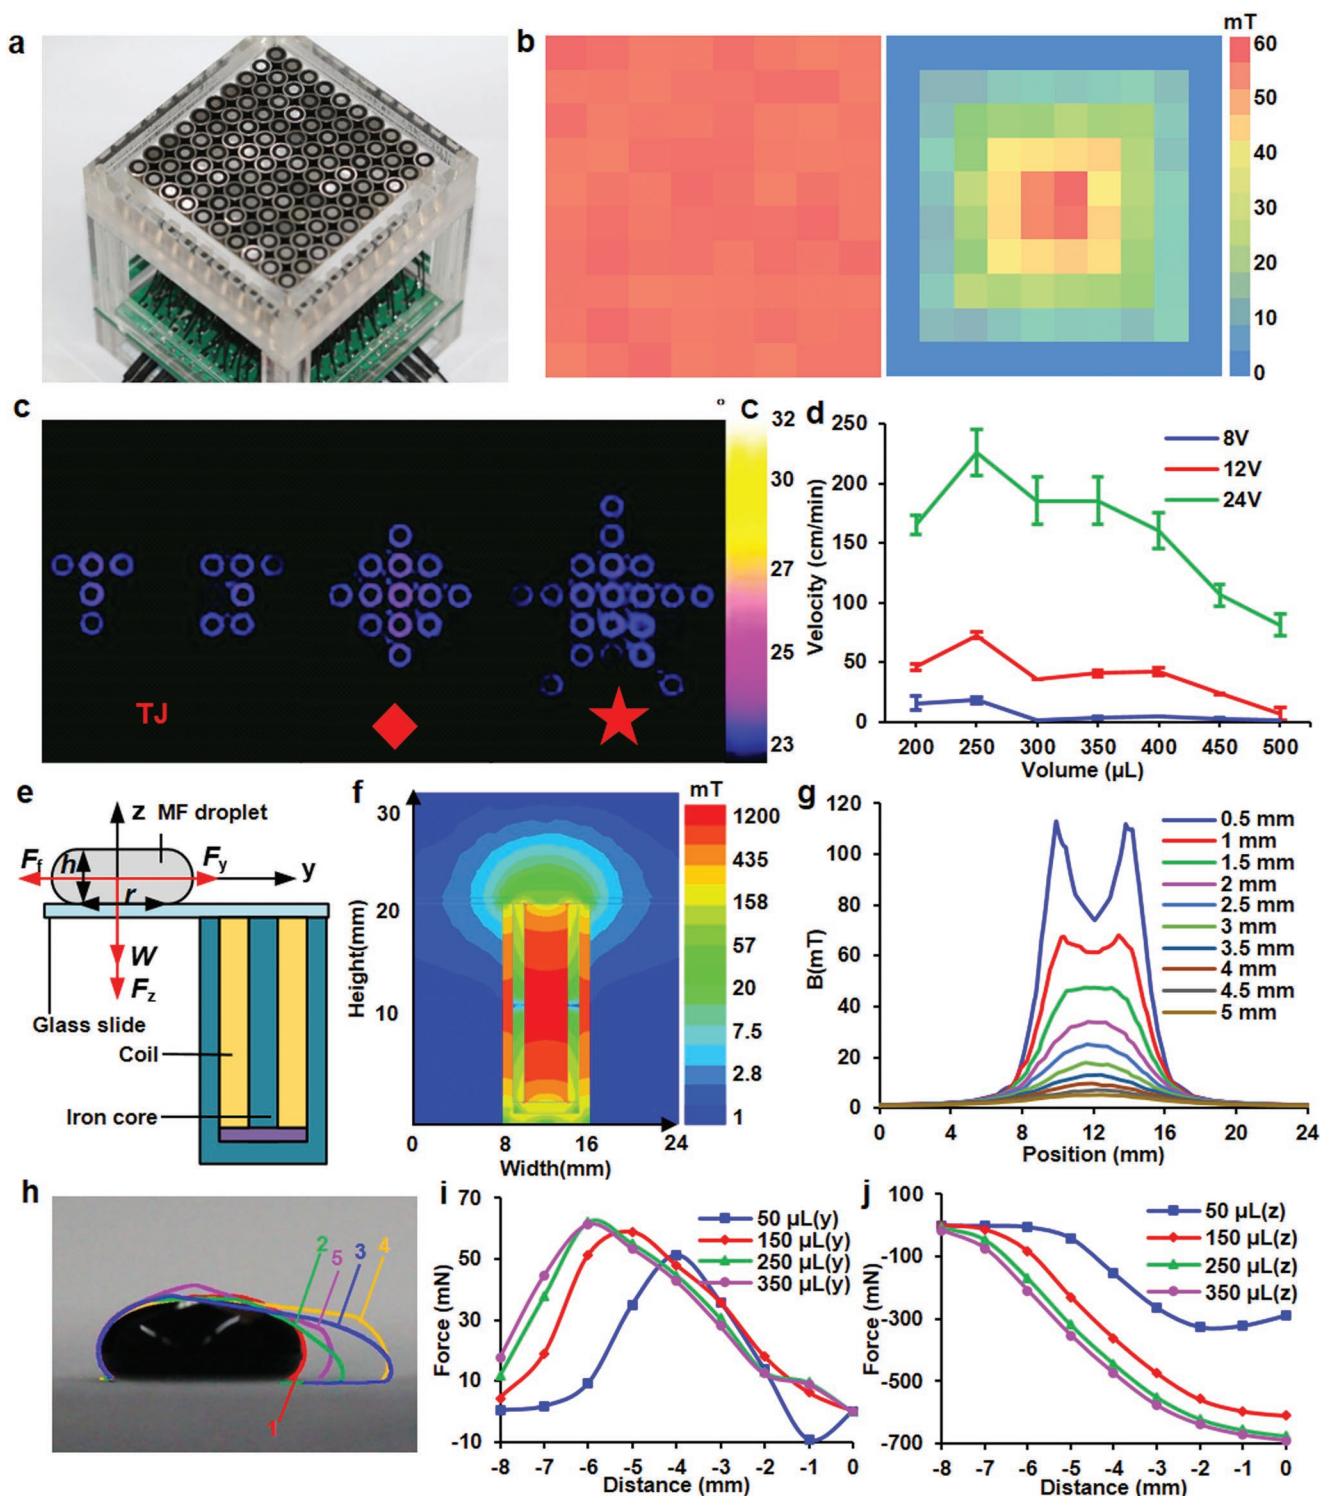 a
b
mT
60
50
40
30
20
10
0
c
° C
32
30
27
25
23
TJ
d
Velocity (cm/min)
250
200
150
100
50
0
8V
12V
24V
200 250 300 350 400 450 500
Volume (µL)
e
z MF droplet
Ff h Fy y
r
W
Fz
Glass slide
Coil
Iron core
f
mT
Height(mm)
30
20
10
1200
435
158
57
20
7.5
2.8
1
0 8 16 24
Width(mm)
g
B(mT)
120
100
80
60
40
20
0
0.5 mm
1 mm
1.5 mm
2 mm
2.5 mm
3 mm
3.5 mm
4 mm
4.5 mm
5 mm
0 4 8 12 16 20 24
Position (mm)
h
2 5 3 4
1
i
Force (mN)
70
50
30
10
-10
50 µL(y)
150 µL(y)
250 µL(y)
350 µL(y)
-8 -7 -6 -5 -4 -3 -2 -1 0
Distance (mm)
j
Force (mN)
100
-100
-300
-500
-700
50 µL(z)
150 µL(z)
250 µL(z)
350 µL(z)
-8 -7 -6 -5 -4 -3 -2 -1 0
Distance (mm)